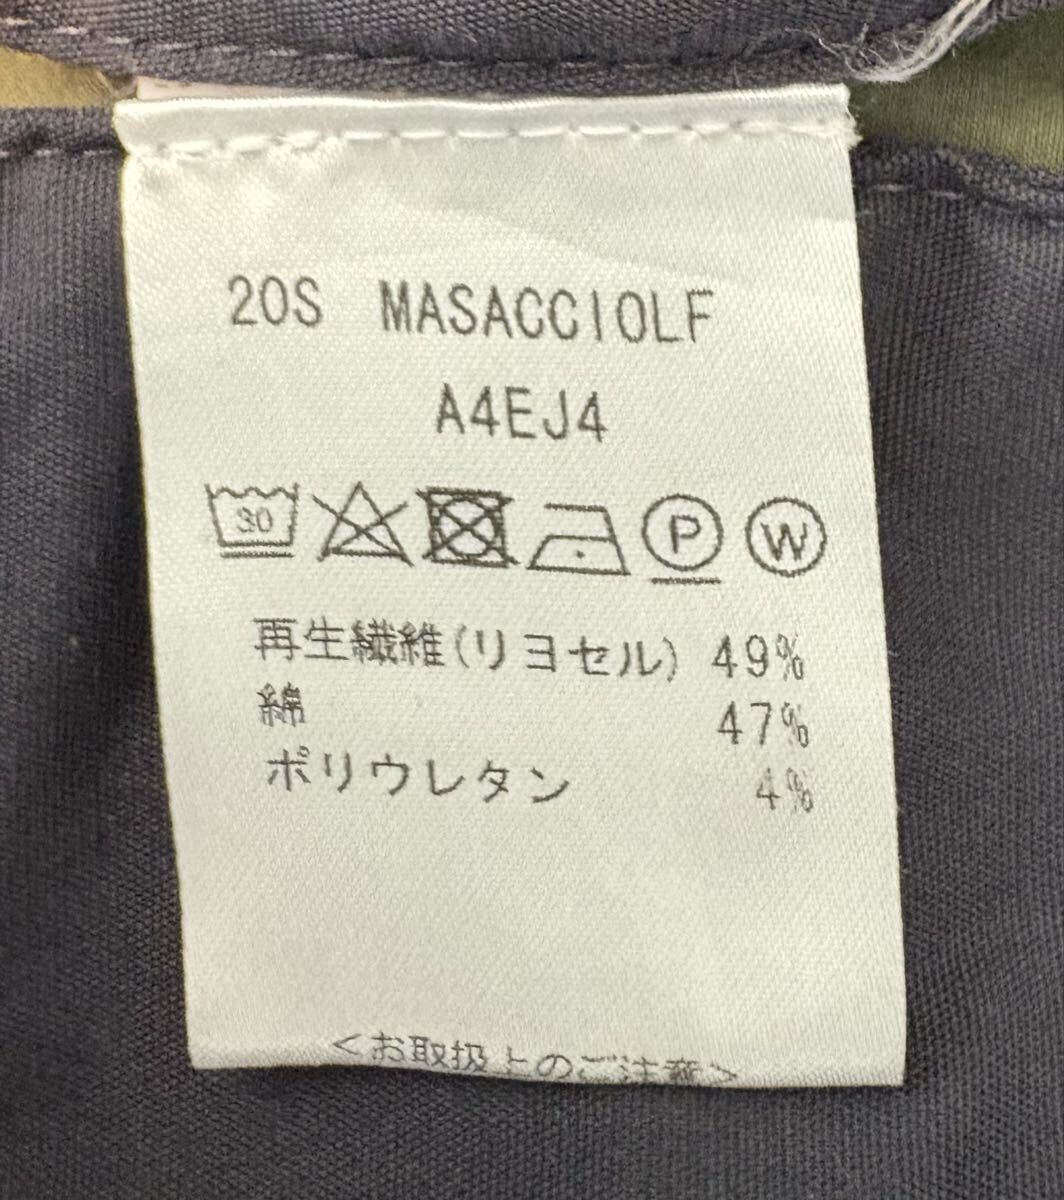 20S MASACCIOLF
A4EJ4
30 P W
再生繊維(リヨセル) 49%
綿 47%
ポリウレタン 4%
<お取扱上のご注意>